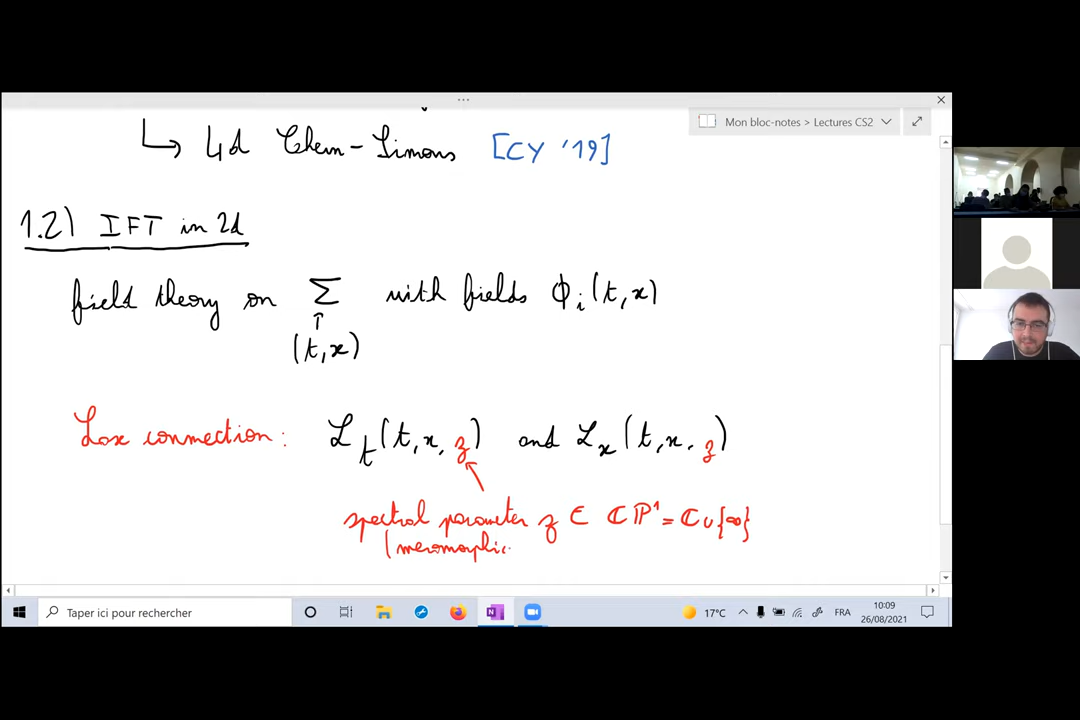 ↳ 4d Chern-Simons [CY '19]
Mon bloc-notes > Lectures CS2
1.2) IFT in 2d
field theory on Σ with fields ϕᵢ(t,x)
↑
(t,x)
Lax connection: ℒₜ(t,x,z) and ℒₓ(t,x,z)
spectral parameter z ∈ ℂℙ¹ = ℂ∪{∞}
(meromorphic
Taper ici pour rechercher
17°C
FRA
10:09
26/08/2021